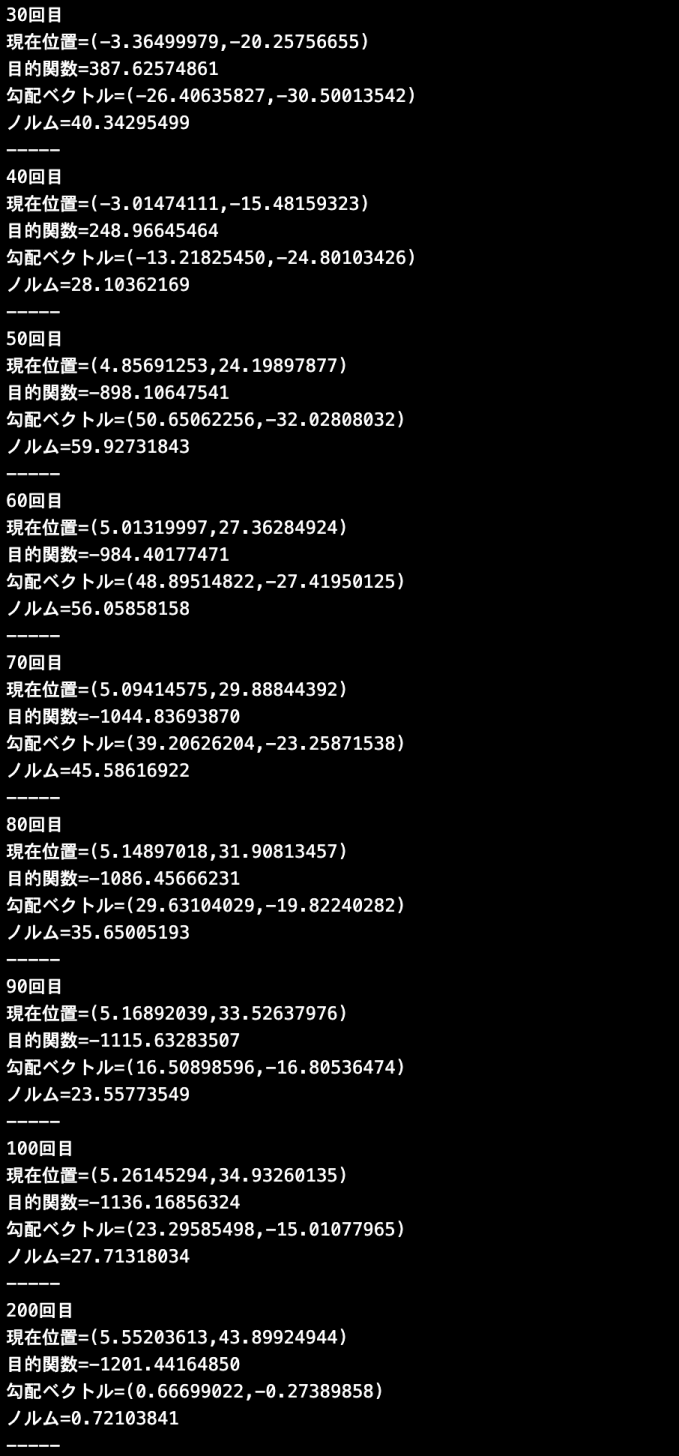 30回目
現在位置=(-3.36499979,-20.25756655)
目的関数=387.62574861
勾配ベクトル=(-26.40635827,-30.50013542)
ノルム=40.34295499
-----
40回目
現在位置=(-3.01474111,-15.48159323)
目的関数=248.96645464
勾配ベクトル=(-13.21825450,-24.80103426)
ノルム=28.10362169
-----
50回目
現在位置=(4.85691253,24.19897877)
目的関数=-898.10647541
勾配ベクトル=(50.65062256,-32.02808032)
ノルム=59.92731843
-----
60回目
現在位置=(5.01319997,27.36284924)
目的関数=-984.40177471
勾配ベクトル=(48.89514822,-27.41950125)
ノルム=56.05858158
-----
70回目
現在位置=(5.09414575,29.88844392)
目的関数=-1044.83693870
勾配ベクトル=(39.20626204,-23.25871538)
ノルム=45.58616922
-----
80回目
現在位置=(5.14897018,31.90813457)
目的関数=-1086.45666231
勾配ベクトル=(29.63104029,-19.82240282)
ノルム=35.65005193
-----
90回目
現在位置=(5.16892039,33.52637976)
目的関数=-1115.63283507
勾配ベクトル=(16.50898596,-16.80536474)
ノルム=23.55773549
-----
100回目
現在位置=(5.26145294,34.93260135)
目的関数=-1136.16856324
勾配ベクトル=(23.29585498,-15.01077965)
ノルム=27.71318034
-----
200回目
現在位置=(5.55203613,43.89924944)
目的関数=-1201.44164850
勾配ベクトル=(0.66699022,-0.27389858)
ノルム=0.72103841
-----